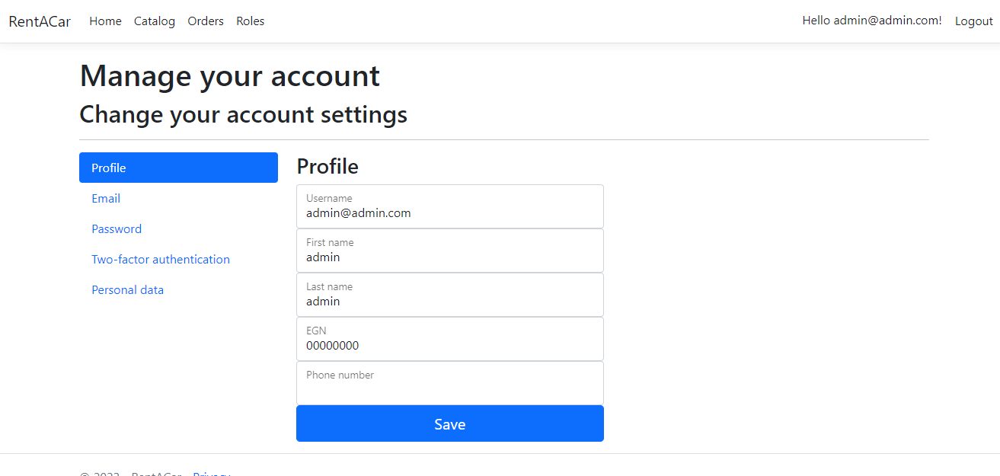 RentACar Home Catalog Orders Roles Hello admin@admin.com! Logout
Manage your account
Change your account settings
Profile
Email
Password
Two-factor authentication
Personal data
Profile
Username
admin@admin.com
First name
admin
Last name
admin
EGN
00000000
Phone number
Save
RentACar Privacy